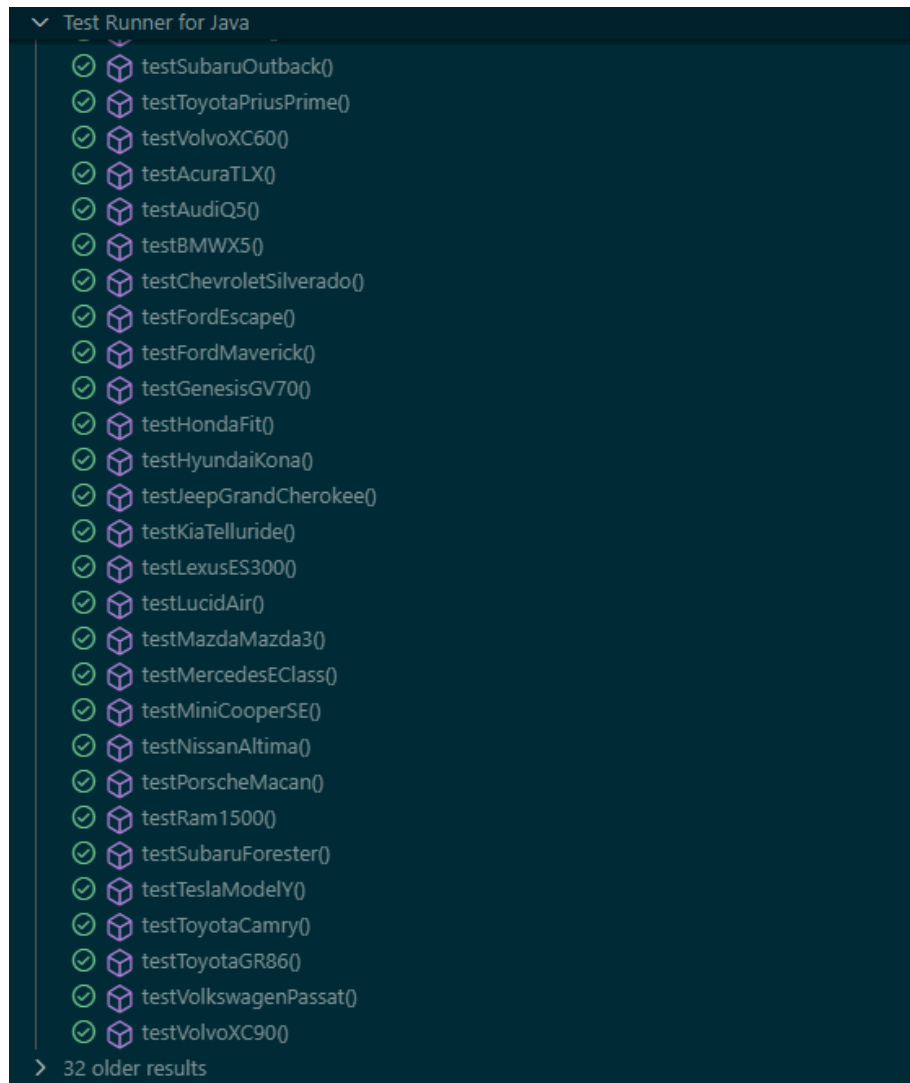 Test Runner for Java
testSubaruOutback()
testToyotaPriusPrime()
testVolvoXC60()
testAcuraTLX()
testAudiQ5()
testBMWX5()
testChevroletSilverado()
testFordEscape()
testFordMaverick()
testGenesisGV70()
testHondaFit()
testHyundaiKona()
testJeepGrandCherokee()
testKiaTelluride()
testLexusES300()
testLucidAir()
testMazdaMazda3()
testMercedesEClass()
testMiniCooperSE()
testNissanAltima()
testPorscheMacan()
testRam1500()
testSubaruForester()
testTeslaModelY()
testToyotaCamry()
testToyotaGR86()
testVolkswagenPassat()
testVolvoXC90()
32 older results